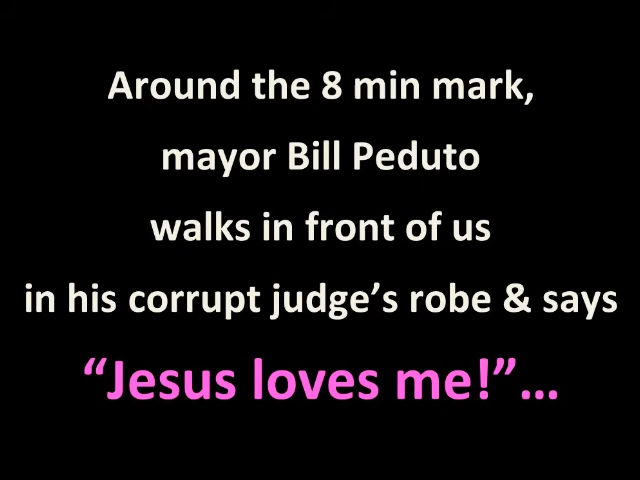 Around the 8 min mark,
mayor Bill Peduto
walks in front of us
in his corrupt judge’s robe & says
“Jesus loves me!”…